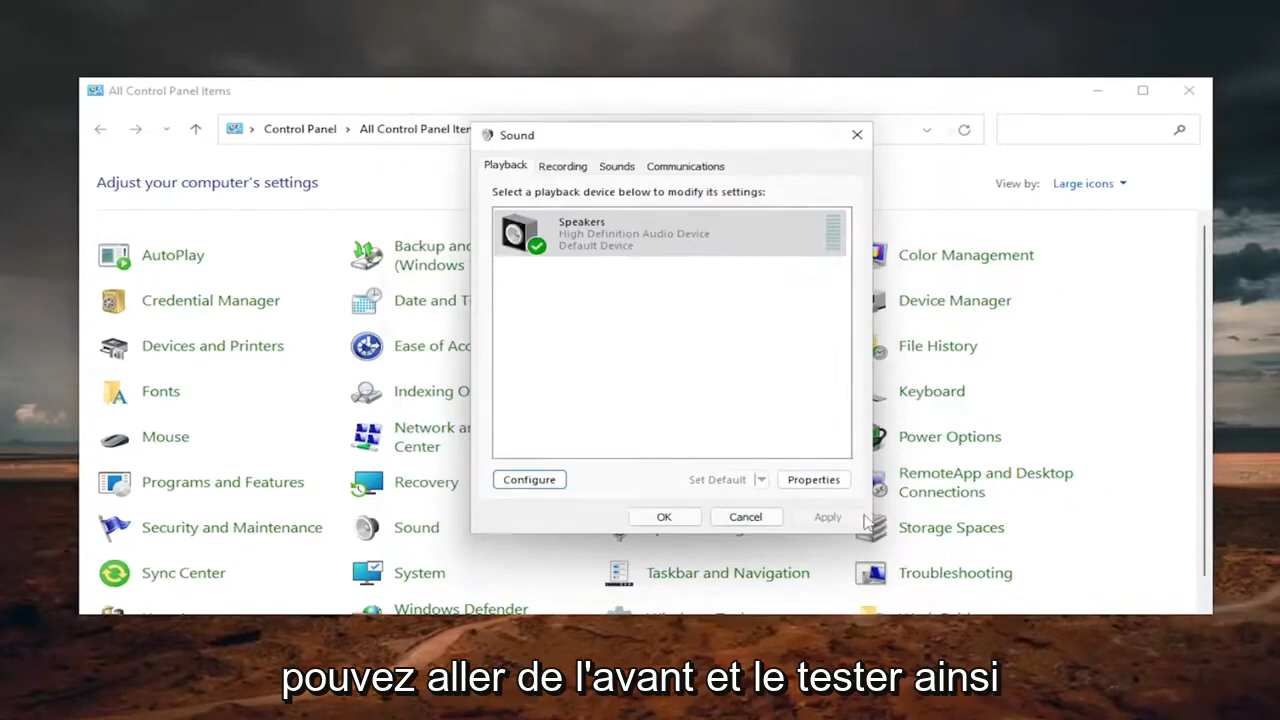 All Control Panel Items
Control Panel > All Control Panel Iter
Adjust your computer's settings
View by: Large icons
Sound
Playback Recording Sounds Communications
Select a playback device below to modify its settings:
Speakers
High Definition Audio Device
Default Device
Configure Set Default Properties
OK Cancel Apply
AutoPlay
Backup and
(Windows
Color Management
Credential Manager
Date and T
Device Manager
Devices and Printers
Ease of Acc
File History
Fonts
Indexing O
Keyboard
Mouse
Network an
Center
Power Options
Programs and Features
Recovery
RemoteApp and Desktop
Connections
Security and Maintenance
Sound
Storage Spaces
Sync Center
System
Taskbar and Navigation
Troubleshooting
Windows Defender
pouvez aller de l'avant et le tester ainsi